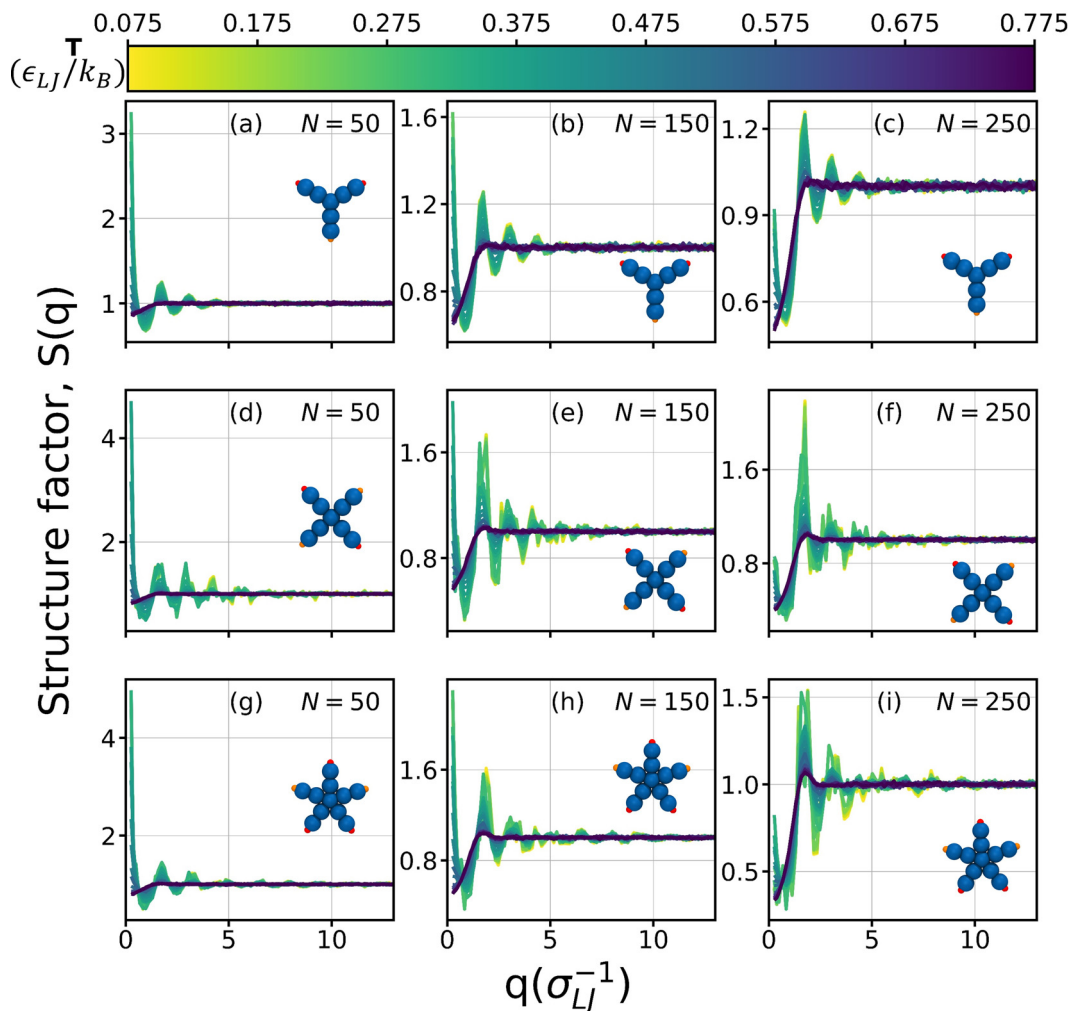 0.075 0.175 0.275 0.375 0.475 0.575 0.675 0.775
T
(ϵ_LJ/k_B)
Structure factor, S(q)
(a) N = 50
3
2
1
(b) N = 150
1.6
1.2
0.8
(c) N = 250
1.2
0.9
0.6
(d) N = 50
4
2
(e) N = 150
1.6
0.8
(f) N = 250
1.6
0.8
(g) N = 50
4
2
(h) N = 150
1.6
0.8
(i) N = 250
1.5
1.0
0.5
0 5 10 0 5 10 0 5 10
q(σ_LJ^−1)